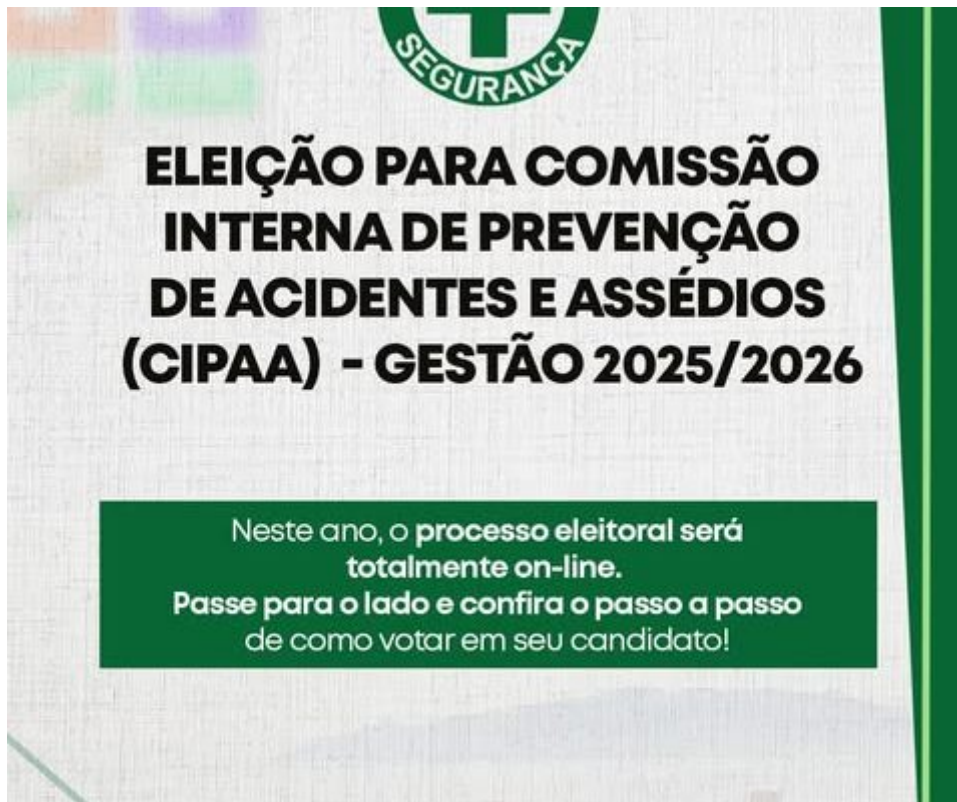 SEGURANÇA
ELEIÇÃO PARA COMISSÃO
INTERNA DE PREVENÇÃO
DE ACIDENTES E ASSÉDIOS
(CIPAA) - GESTÃO 2025/2026
Neste ano, o processo eleitoral será
totalmente on-line.
Passe para o lado e confira o passo a passo
de como votar em seu candidato!